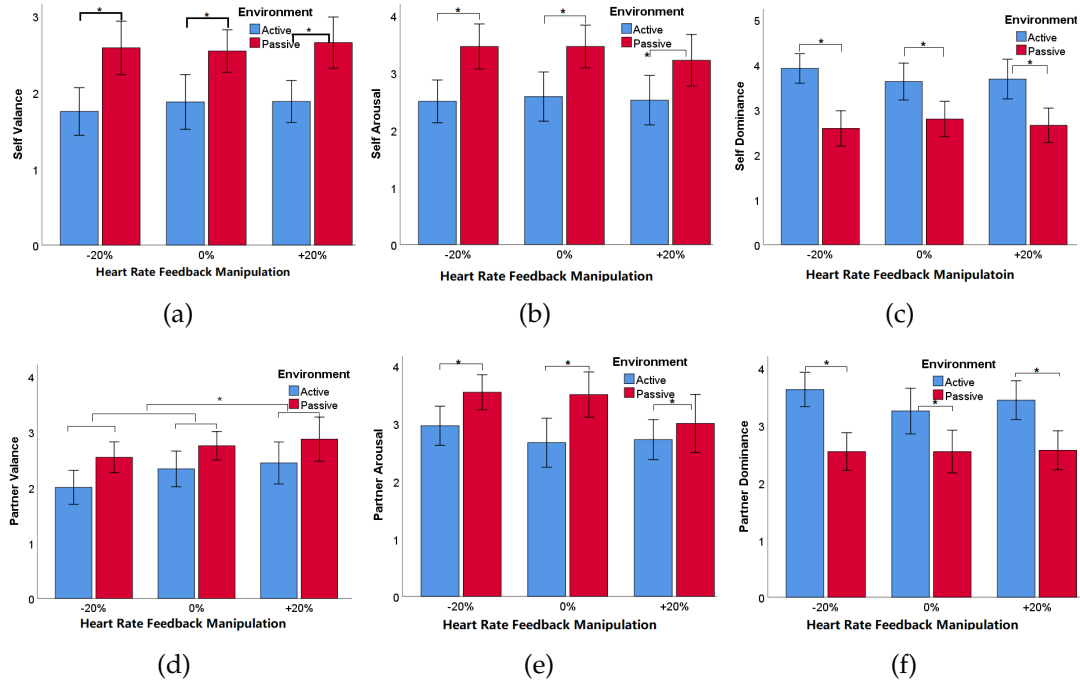 Environment
Active
Passive
Self Valance
3
2
1
0
* * *
-20% 0% +20%
Heart Rate Feedback Manipulation
(a)
Environment
Active
Passive
Self Arousal
4
3
2
1
0
* * *
-20% 0% +20%
Heart Rate Feedback Manipulation
(b)
Environment
Active
Passive
Self Dominance
5
4
3
2
1
0
* * *
-20% 0% +20%
Heart Rate Feedback Manipulatoin
(c)
Environment
Active
Passive
Partner Valance
4
3
2
1
0
*
-20% 0% +20%
Heart Rate Feedback Manipulation
(d)
Environment
Active
Passive
Partner Arousal
4
3
2
1
0
* * *
-20% 0% +20%
Heart Rate Feedback Manipulation
(e)
Environment
Active
Passive
Partner Dominance
4
3
2
1
0
* * *
-20% 0% +20%
Heart Rate Feedback Manipulation
(f)